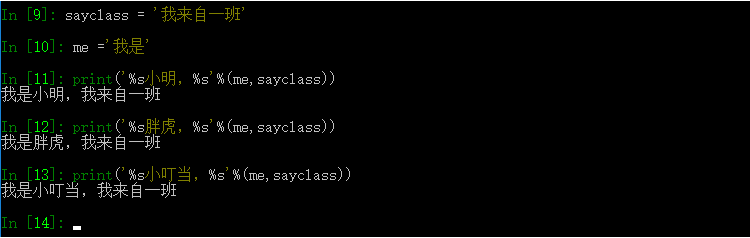 In [9]: sayclass = '我来自一班'
In [10]: me ='我是'
In [11]: print('%s小明，%s'%(me,sayclass))
我是小明，我来自一班
In [12]: print('%s胖虎，%s'%(me,sayclass))
我是胖虎，我来自一班
In [13]: print('%s小叮当，%s'%(me,sayclass))
我是小叮当，我来自一班
In [14]: